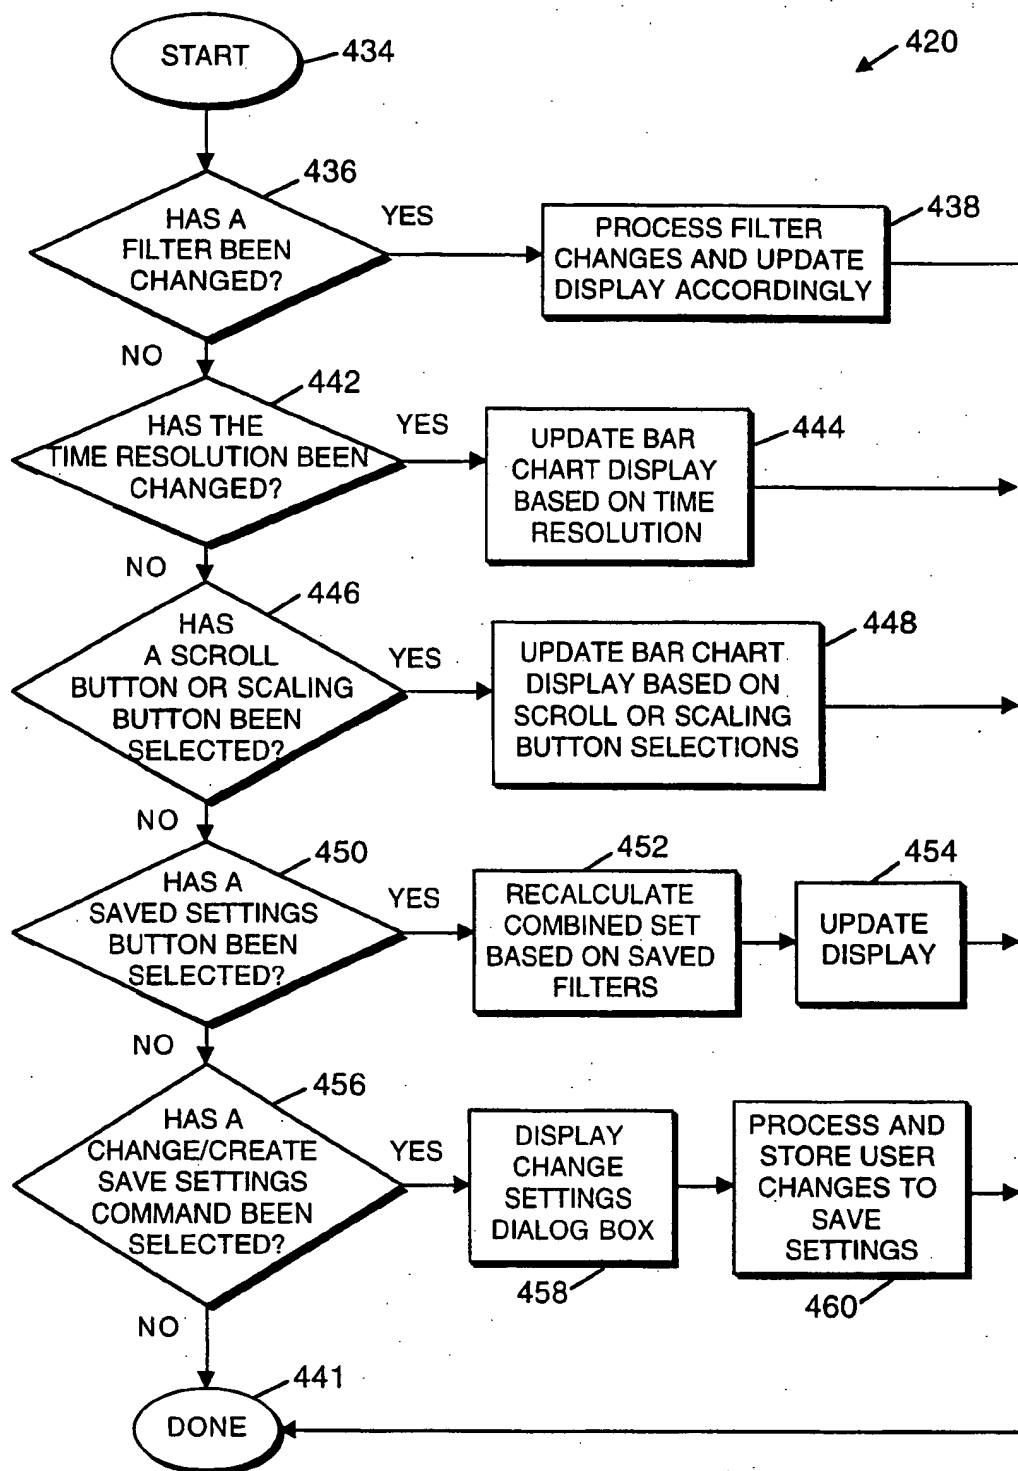 START
434
420
436
HAS A
FILTER BEEN
CHANGED?
YES
PROCESS FILTER
CHANGES AND UPDATE
DISPLAY ACCORDINGLY
438
NO
442
HAS THE
TIME RESOLUTION BEEN
CHANGED?
YES
UPDATE BAR
CHART DISPLAY
BASED ON TIME
RESOLUTION
444
NO
446
HAS
A SCROLL
BUTTON OR SCALING
BUTTON BEEN
SELECTED?
YES
UPDATE BAR CHART
DISPLAY BASED ON
SCROLL OR SCALING
BUTTON SELECTIONS
448
NO
450
HAS A
SAVED SETTINGS
BUTTON BEEN
SELECTED?
YES
452
RECALCULATE
COMBINED SET
BASED ON SAVED
FILTERS
454
UPDATE
DISPLAY
NO
456
HAS A
CHANGE/CREATE
SAVE SETTINGS
COMMAND BEEN
SELECTED?
YES
DISPLAY
CHANGE
SETTINGS
DIALOG BOX
458
PROCESS AND
STORE USER
CHANGES TO
SAVE
SETTINGS
460
NO
441
DONE